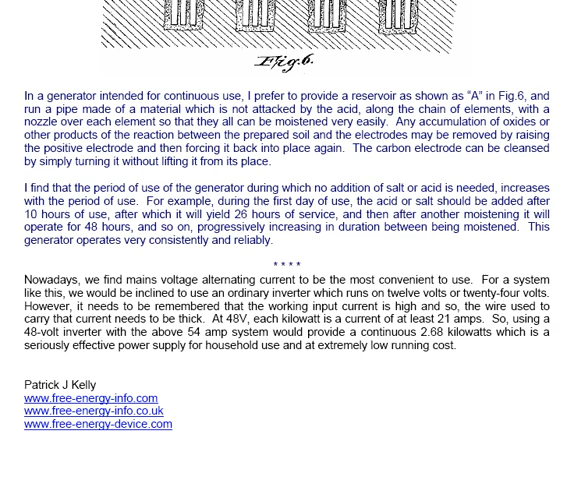 Fig.6.
In a generator intended for continuous use, I prefer to provide a reservoir as shown as "A" in Fig.6, and
run a pipe made of a material which is not attacked by the acid, along the chain of elements, with a
nozzle over each element so that they all can be moistened very easily. Any accumulation of oxides or
other products of the reaction between the prepared soil and the electrodes may be removed by raising
the positive electrode and then forcing it back into place again. The carbon electrode can be cleansed
by simply turning it without lifting it from its place.
I find that the period of use of the generator during which no addition of salt or acid is needed, increases
with the period of use. For example, during the first day of use, the acid or salt should be added after
10 hours of use, after which it will yield 26 hours of service, and then after another moistening it will
operate for 48 hours, and so on, progressively increasing in duration between being moistened. This
generator operates very consistently and reliably.
* * * *
Nowadays, we find mains voltage alternating current to be the most convenient to use. For a system
like this, we would be inclined to use an ordinary inverter which runs on twelve volts or twenty-four volts.
However, it needs to be remembered that the working input current is high and so, the wire used to
carry that current needs to be thick. At 48V, each kilowatt is a current of at least 21 amps. So, using a
48-volt inverter with the above 54 amp system would provide a continuous 2.68 kilowatts which is a
seriously effective power supply for household use and at extremely low running cost.
Patrick J Kelly
www.free-energy-info.com
www.free-energy-info.co.uk
www.free-energy-device.com